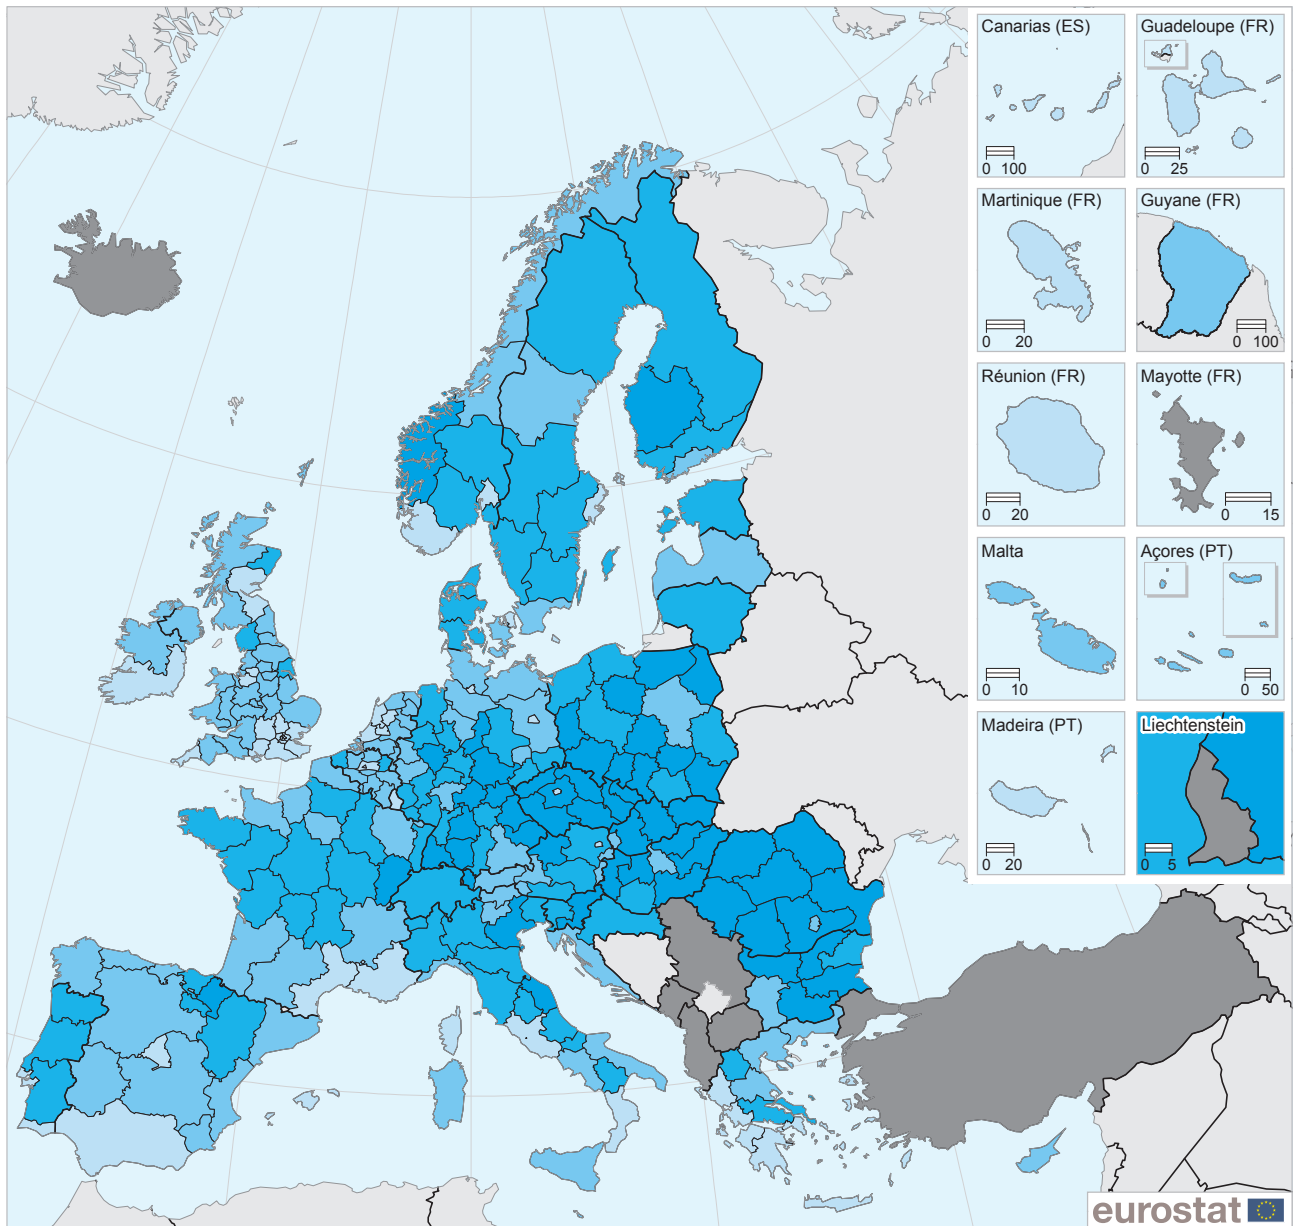 Canarias (ES)
0 100
Guadeloupe (FR)
0 25
Martinique (FR)
0 20
Guyane (FR)
0 100
Réunion (FR)
0 20
Mayotte (FR)
0 15
Malta
0 10
Açores (PT)
0 50
Madeira (PT)
0 20
Liechtenstein
0 5
eurostat